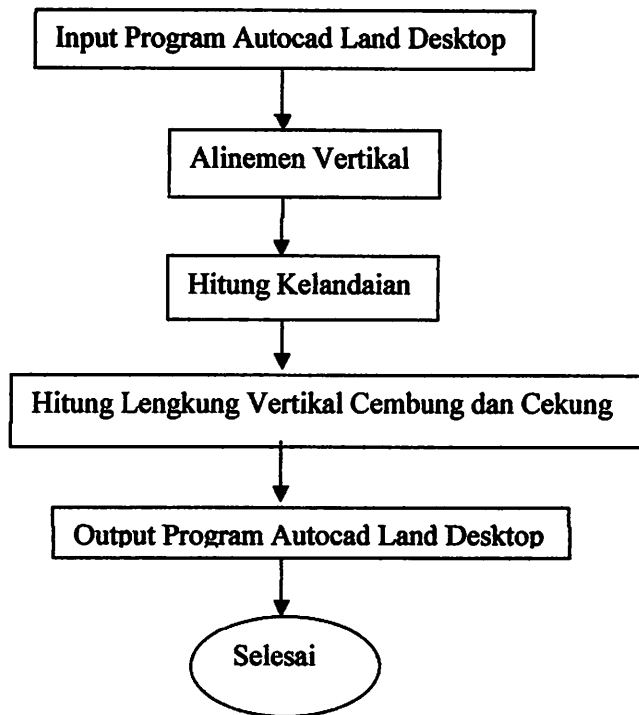 Input Program Autocad Land Desktop
Alinemen Vertikal
Hitung Kelandaian
Hitung Lengkung Vertikal Cembung dan Cekung
Output Program Autocad Land Desktop
Selesai